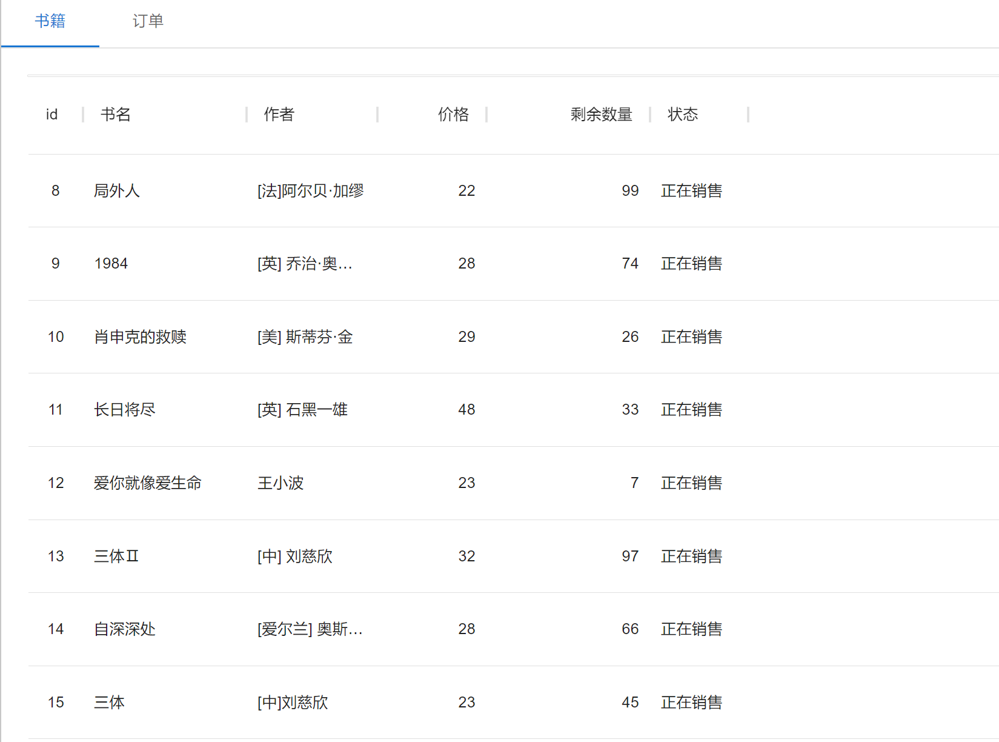 书籍 订单
id 书名 作者 价格 剩余数量 状态
8 局外人 [法]阿尔贝·加缪 22 99 正在销售
9 1984 [英] 乔治·奥... 28 74 正在销售
10 肖申克的救赎 [美] 斯蒂芬·金 29 26 正在销售
11 长日将尽 [英] 石黑一雄 48 33 正在销售
12 爱你就像爱生命 王小波 23 7 正在销售
13 三体Ⅱ [中] 刘慈欣 32 97 正在销售
14 自深深处 [爱尔兰] 奥斯... 28 66 正在销售
15 三体 [中]刘慈欣 23 45 正在销售